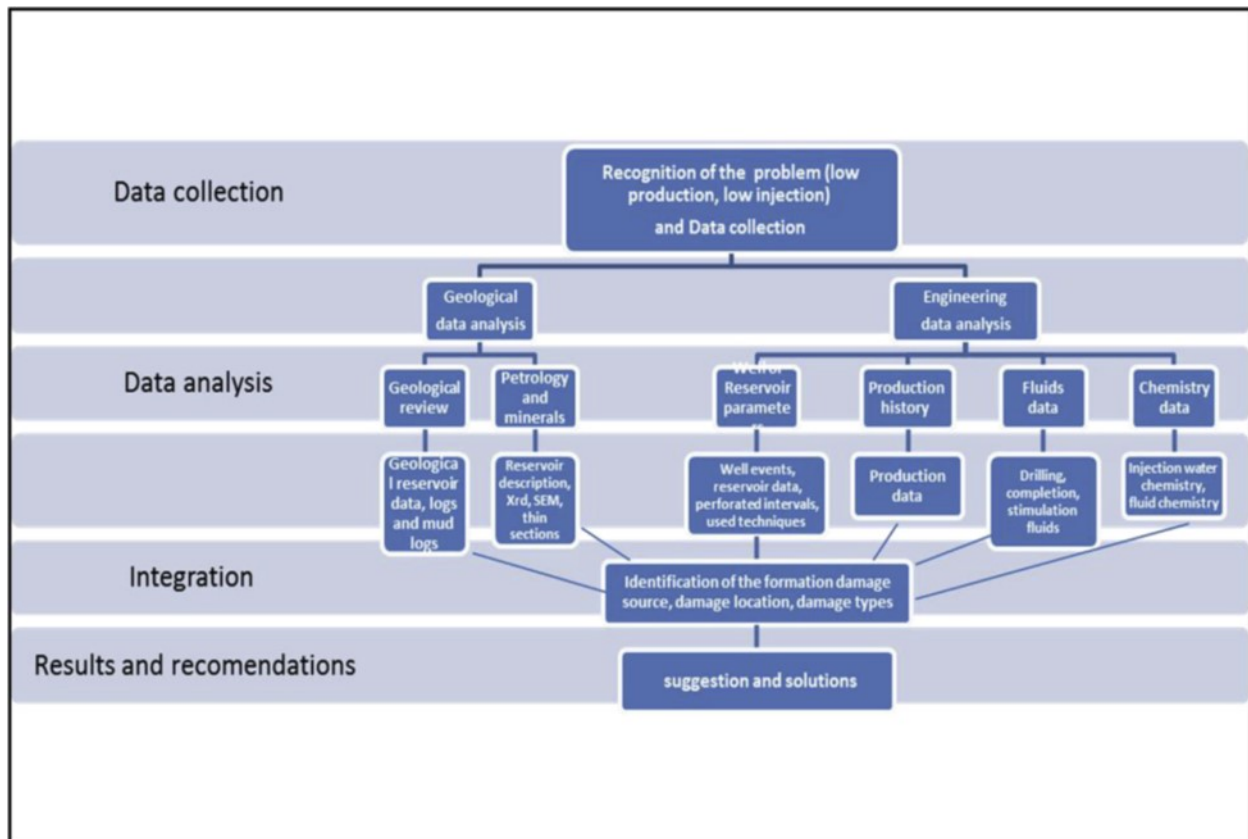 Data collection
Recognition of the problem (low
production, low injection)
and Data collection
Geological
data analysis
Engineering
data analysis
Data analysis
Geological
review
Petrology
and
minerals
Reservoir
paramete
Production
history
Fluids
data
Chemistry
data
Geologica
l reservoir
data, logs
and mud
logs
Reservoir
description,
Xrd, SEM,
thin
sections
Well events,
reservoir data,
perforated intervals,
used techniques
Production
data
Drilling,
completion,
stimulation
fluids
Injection water
chemistry,
fluid chemistry
Integration
Identification of the formation damage
source, damage location, damage types
Results and recomendations
suggestion and solutions